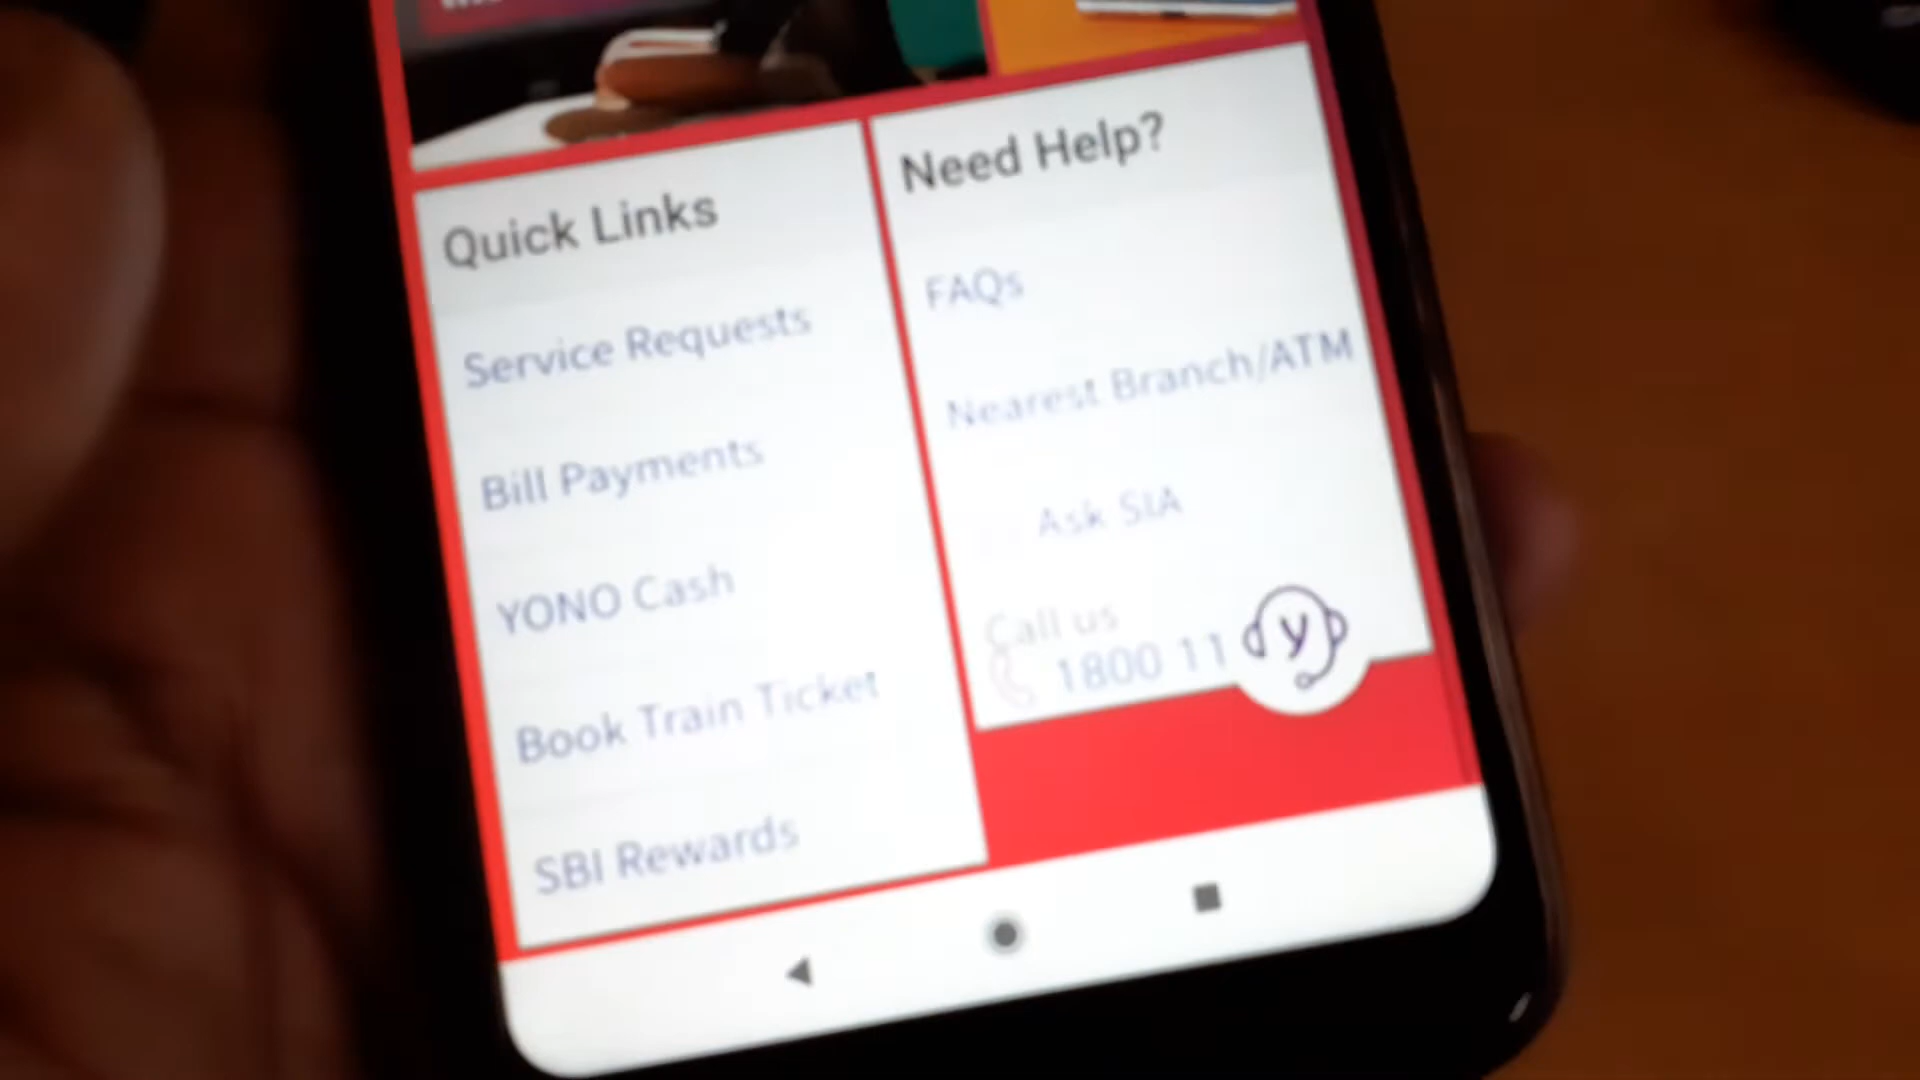 Quick Links
Service Requests
Bill Payments
YONO Cash
Book Train Ticket
SBI Rewards
Need Help?
FAQs
Nearest Branch/ATM
Ask SIA
Call us
1800 11
y